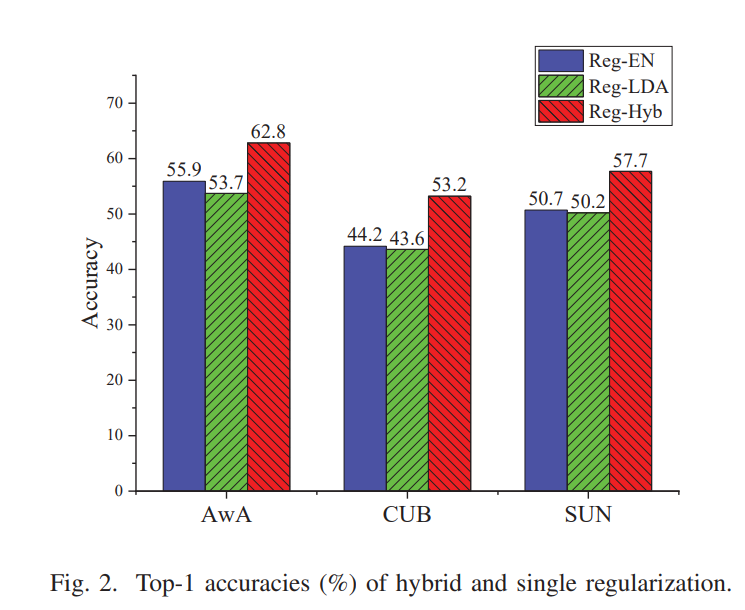 Reg-EN
Reg-LDA
Reg-Hyb
Accuracy
70
60
50
40
30
20
10
0
55.9 53.7 62.8
44.2 43.6 53.2
50.7 50.2 57.7
AwA CUB SUN
Fig. 2. Top-1 accuracies (%) of hybrid and single regularization.